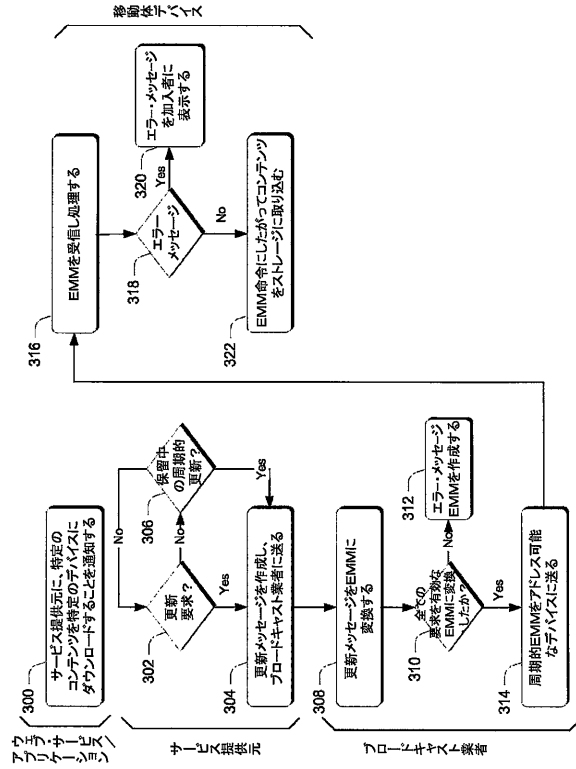 ウェブ・サービス/
アプリケーション
300
サービス提供元に、特定の
コンテンツを特定のデバイスに
ダウンロードすることを通知する
サービス提供元
302
更新
要求?
No
No
306
保留中
の周期的
更新?
Yes
Yes
304
更新メッセージを作成し、
ブロードキャスト業者に送る
ブロードキャスト業者
308
更新メッセージをEMMに
変換する
310
全ての
要求を有効な
EMMに変換
したか?
No
312
エラー・メッセージ
EMMを作成する
Yes
314
周期的EMMをアドレス可能
なデバイスに送る
移動体デバイス
316
EMMを受信し処理する
318
エラー
メッセージ
Yes
320
エラー・メッセージ
を加入者に
表示する
No
322
EMM命令にしたがってコンテンツ
をストレージに取り込む